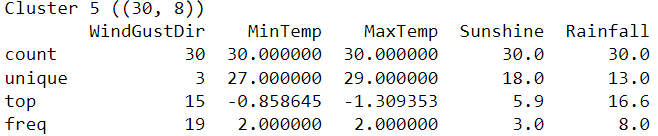 Cluster 5 ((30, 8))
WindGustDir MinTemp MaxTemp Sunshine Rainfall
count 30 30.000000 30.000000 30.0 30.0
unique 3 27.000000 29.000000 18.0 13.0
top 15 -0.858645 -1.309353 5.9 16.6
freq 19 2.000000 2.000000 3.0 8.0